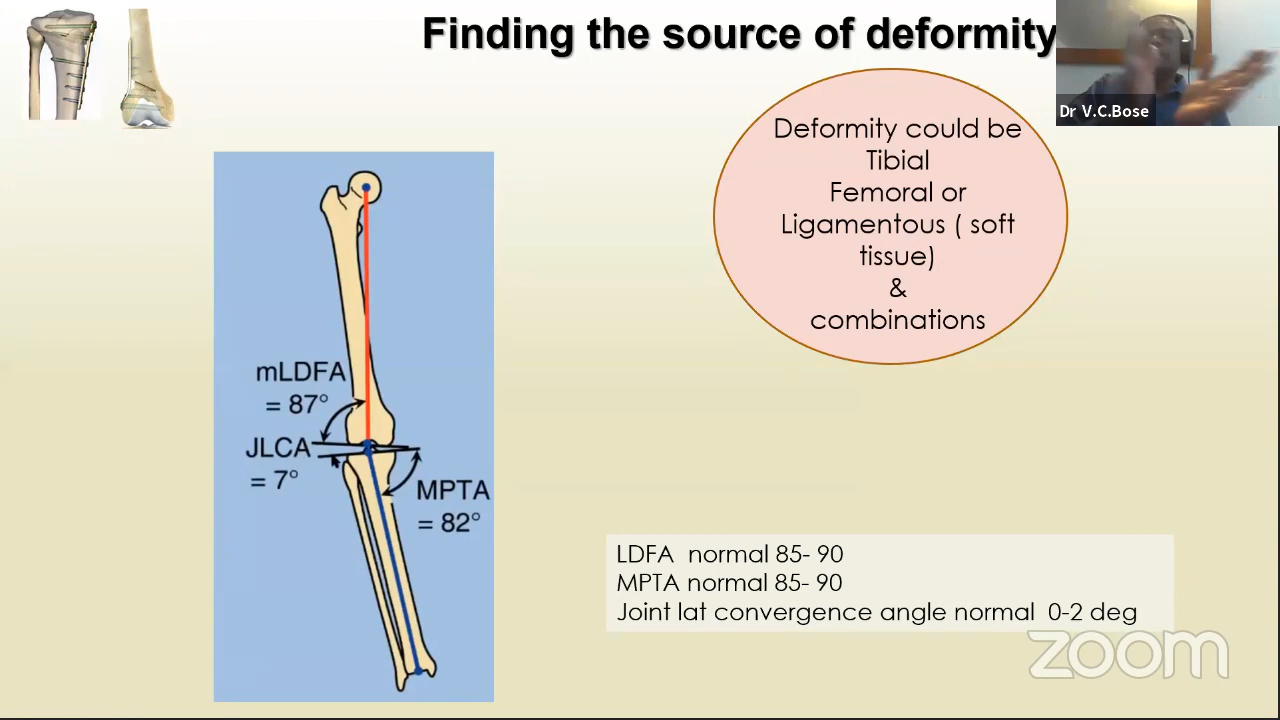 Finding the source of deformity
Dr V.C.Bose
Deformity could be
Tibial
Femoral or
Ligamentous ( soft
tissue)
&
combinations
mLDFA
= 87°
JLCA
= 7°
MPTA
= 82°
LDFA  normal 85- 90
MPTA normal 85- 90
Joint lat convergence angle normal  0-2 deg
zoom